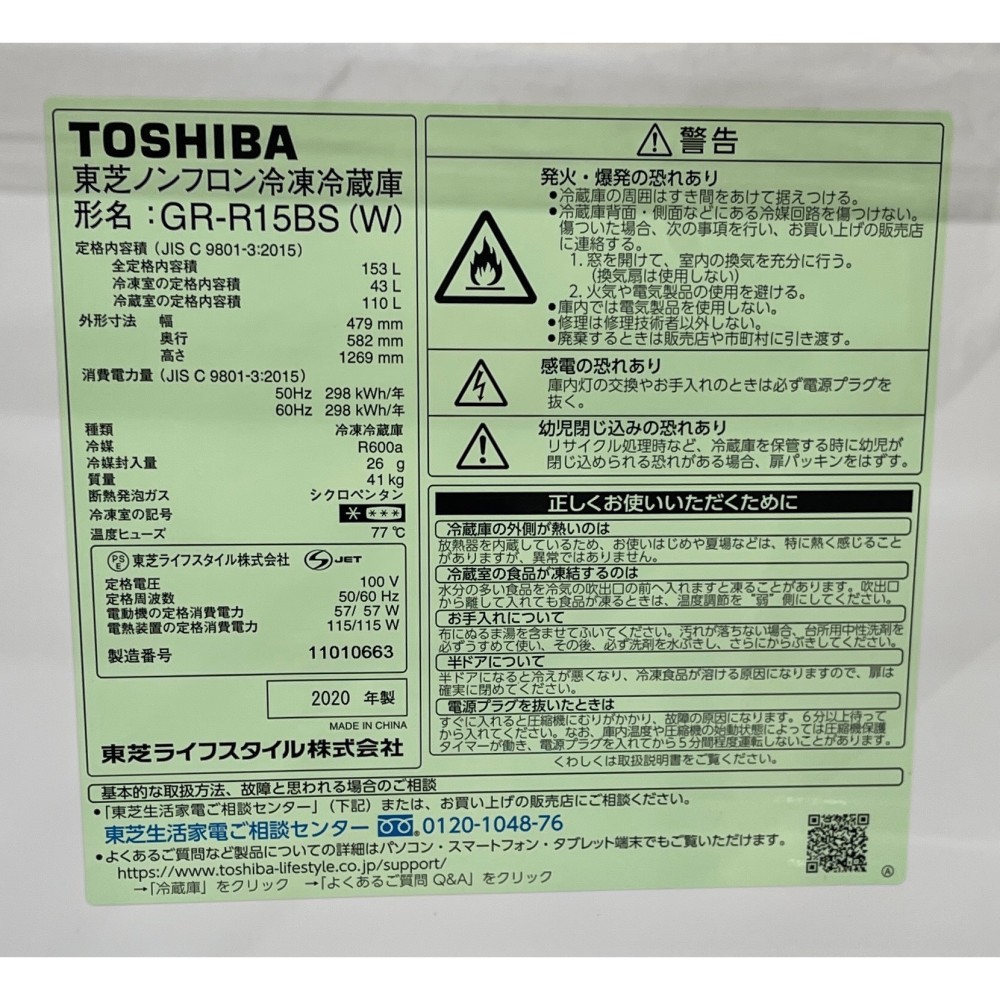 TOSHIBA
東芝ノンフロン冷凍冷蔵庫
形名：GR-R15BS (W)
定格内容積（JIS C 9801-3:2015）
全定格内容積 153 L
冷凍室の定格内容積 43 L
冷蔵室の定格内容積 110 L
外形寸法 幅 479 mm
奥行 582 mm
高さ 1269 mm
消費電力量（JIS C 9801-3:2015）
50Hz 298 kWh/年
60Hz 298 kWh/年
種類 冷凍冷蔵庫
冷媒 R600a
冷媒封入量 26 g
質量 41 kg
断熱発泡ガス シクロペンタン
冷凍室の記号
温度ヒューズ 77 ℃
PSE 東芝ライフスタイル株式会社 JET
定格電圧 100 V
定格周波数 50/60 Hz
電動機の定格消費電力 57/ 57 W
電熱装置の定格消費電力 115/115 W
製造番号 11010663
2020 年製
MADE IN CHINA
東芝ライフスタイル株式会社
警告
発火・爆発の恐れあり
●冷蔵庫の周囲はすき間をあけて据えつける。
●冷蔵庫背面・側面などにある冷媒回路を傷つけない。
傷ついた場合、次の事項を行い、お買い上げの販売店
に連絡する。
1. 窓を開けて、室内の換気を充分に行う。
（換気扇は使用しない）
2. 火気や電気製品の使用を避ける。
●庫内では電気製品を使用しない。
●修理は修理技術者以外しない。
●廃棄するときは販売店や市町村に引き渡す。
感電の恐れあり
庫内灯の交換やお手入れのときは必ず電源プラグを
抜く。
幼児閉じ込みの恐れあり
リサイクル処理時など、冷蔵庫を保管する時に幼児が
閉じ込められる恐れがある場合、扉パッキンをはずす。
正しくお使いいただくために
冷蔵庫の外側が熱いのは
放熱器を内蔵しているため、お使いはじめや夏場などは、特に熱く感じること
がありますが、異常ではありません。
冷蔵室の食品が凍結するのは
水分の多い食品を冷気の吹出口の前へ入れますと凍ることがあります。吹出口
から離して入れても食品が凍るときは、温度調節を“弱”側にしてください。
お手入れについて
布にぬるま湯を含ませてふいてください。汚れが落ちない場合、台所用中性洗剤を
必ずうすめて使い、その後、必ず洗剤を水ぶきし、さらにからぶきしてください。
半ドアについて
半ドアになると冷えが悪くなり、冷凍食品が溶ける原因になりますので、扉は
確実に閉めてください。
電源プラグを抜いたときは
すぐに入れると圧縮機にむりがかかり、故障の原因になります。6分以上待って
から入れてください。なお、庫内温度や圧縮機の始動状態によっては圧縮機保護
タイマーが働き、電源プラグを入れてから5分間程度運転しないことがあります。
くわしくは取扱説明書をご覧ください。
基本的な取扱方法、故障と思われる場合のご相談
●「東芝生活家電ご相談センター」（下記）または、お買い上げの販売店にご相談ください。
東芝生活家電ご相談センター 0120-1048-76
●よくあるご質問など製品についての詳細はパソコン・スマートフォン・タブレット端末でもご覧いただけます。
https://www.toshiba-lifestyle.co.jp/support/
→「冷蔵庫」をクリック →「よくあるご質問 Q&A」をクリック
Ⓐ